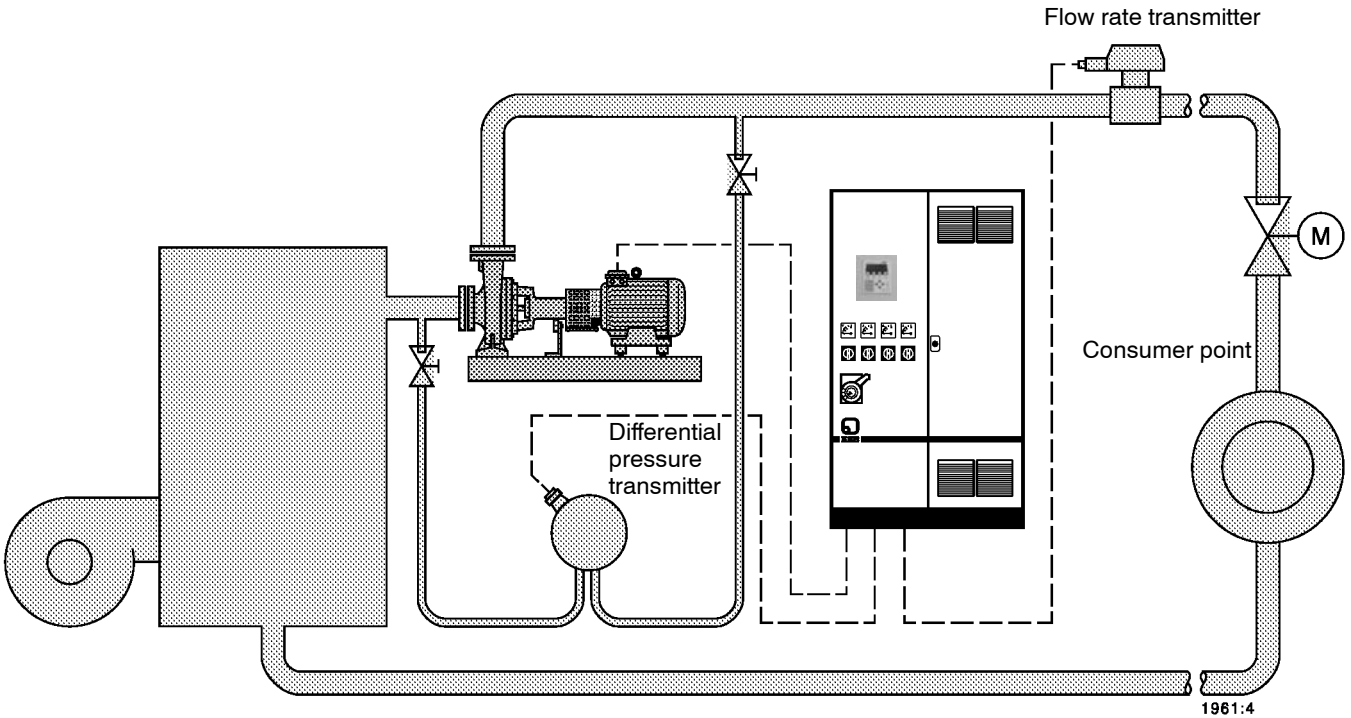 Flow rate transmitter
M
Consumer point
Differential
pressure
transmitter
1961:4